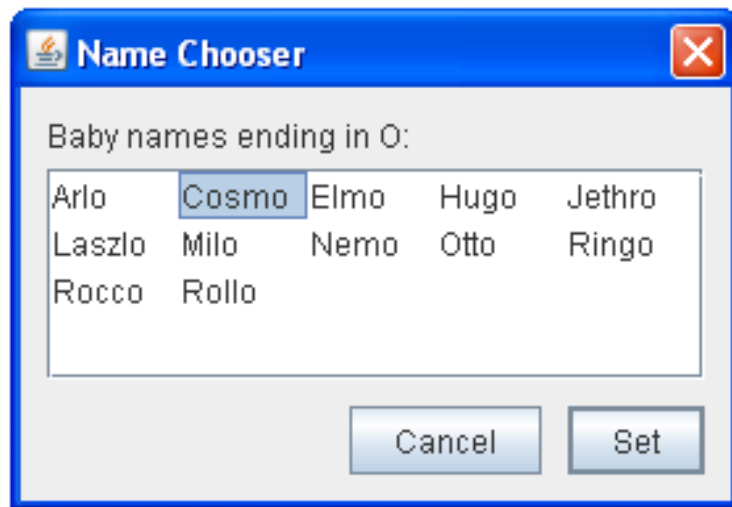 Name Chooser
Baby names ending in O:
Arlo Cosmo Elmo Hugo Jethro
Laszlo Milo Nemo Otto Ringo
Rocco Rollo
Cancel Set